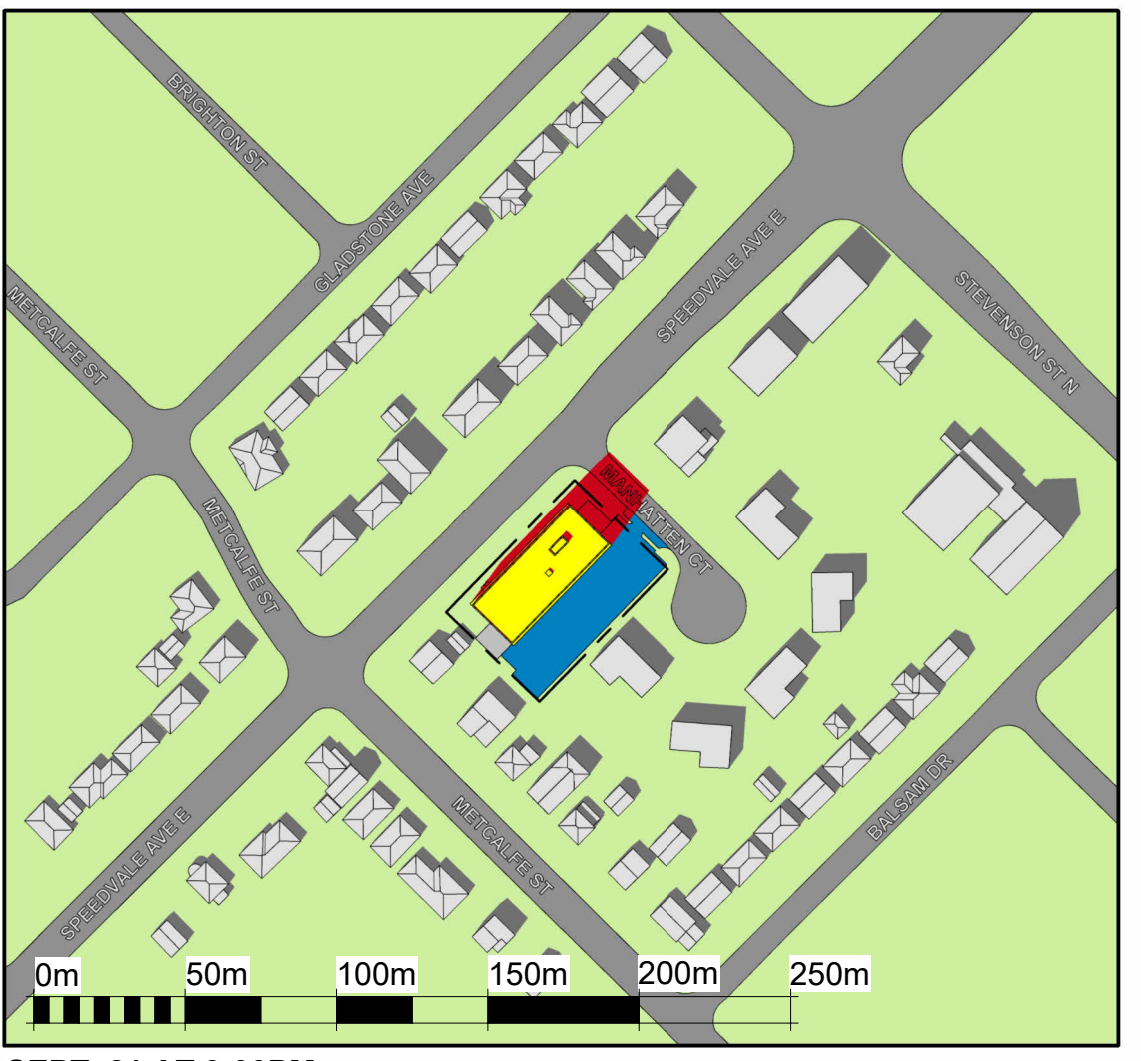 BRIGHTON ST
GLADSTONE AVE
METCALFE ST
SPEEDVALE AVE E
STEVENSON ST N
MANHATTEN CT
METCALFE ST
METCALFE ST
BALSAM DR
SPEEDVALE AVE E
0m 50m 100m 150m 200m 250m